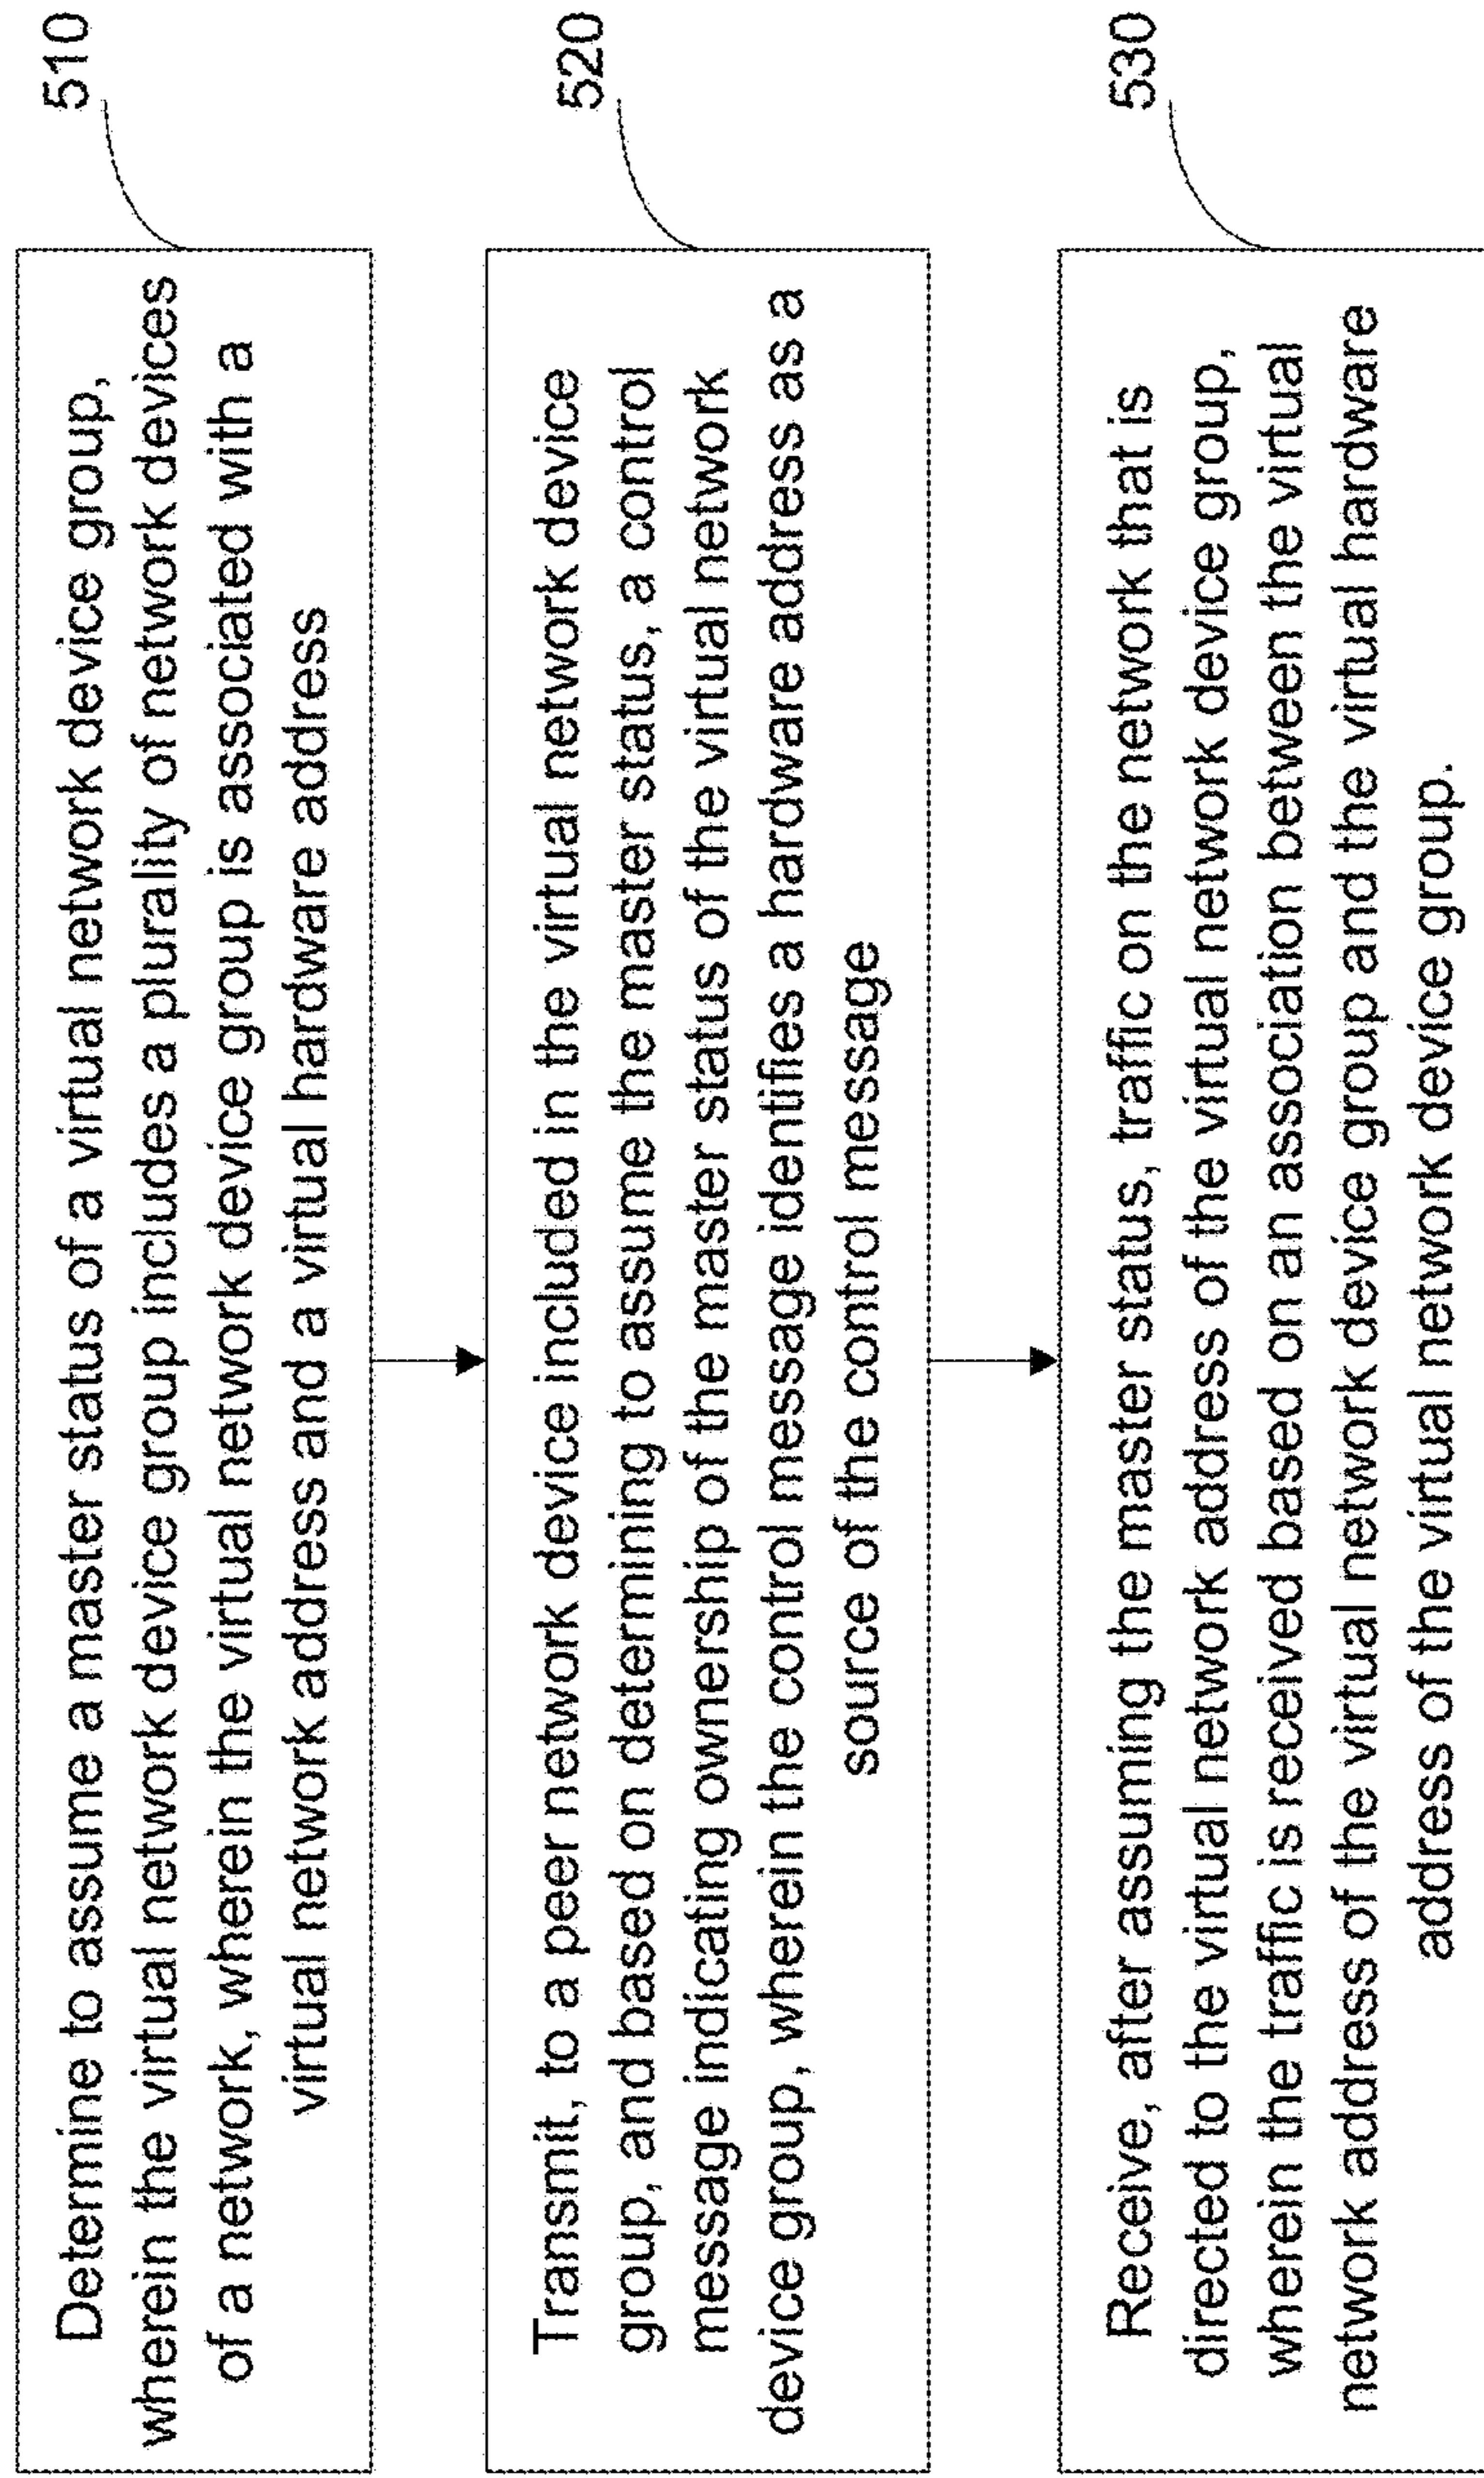 510
Determine to assume a master status of a virtual network device group,
wherein the virtual network device group includes a plurality of network devices
of a network, wherein the virtual network device group is associated with a
virtual network address and a virtual hardware address
520
Transmit, to a peer network device included in the virtual network device
group, and based on determining to assume the master status, a control
message indicating ownership of the master status of the virtual network
device group, wherein the control message identifies a hardware address as a
source of the control message
530
Receive, after assuming the master status, traffic on the network that is
directed to the virtual network address of the virtual network device group,
wherein the traffic is received based on an association between the virtual
network address of the virtual network device group and the virtual hardware
address of the virtual network device group.